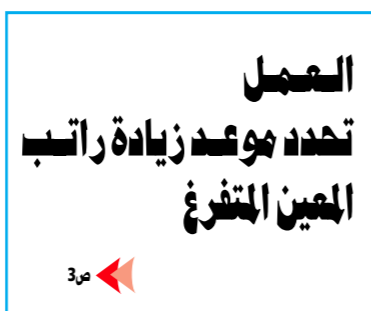 العمل
تحدد موعد زيادة راتب
المعين المتفرغ
ص3